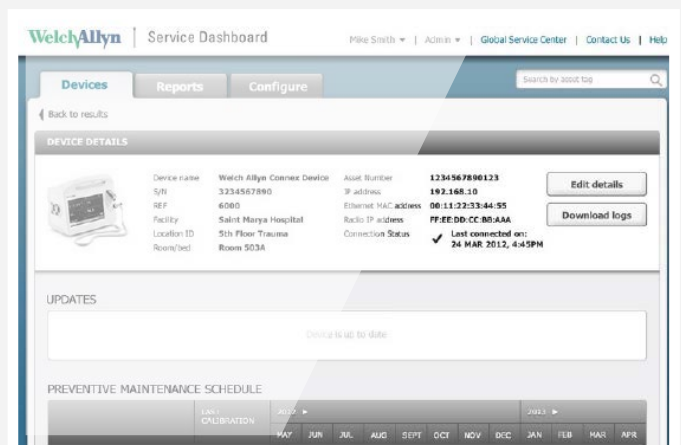 WelchAllyn Service Dashboard Mike Smith | Admin | Global Service Center | Contact Us | Help
Devices Reports Configure Search by asset tag
Back to results
DEVICE DETAILS
Device name Welch Allyn Connex Device Asset Number 1234567890123
S/N 3234567890 IP address 192.168.10
REF 6000 Ethernet MAC address 00:11:22:33:44:55
Facility Saint Marya Hospital Radio IP address FF:EE:DD:CC:BB:AAA
Location ID 5th Floor Trauma Connection Status Last connected on:
Room/bed Room 503A 24 MAR 2012, 4:45PM
Edit details
Download logs
UPDATES
Device is up to date
PREVENTIVE MAINTENANCE SCHEDULE
LAST CALIBRATION 2012 2013
MAY JUN JUL AUG SEPT OCT NOV DEC JAN FEB MAR APR